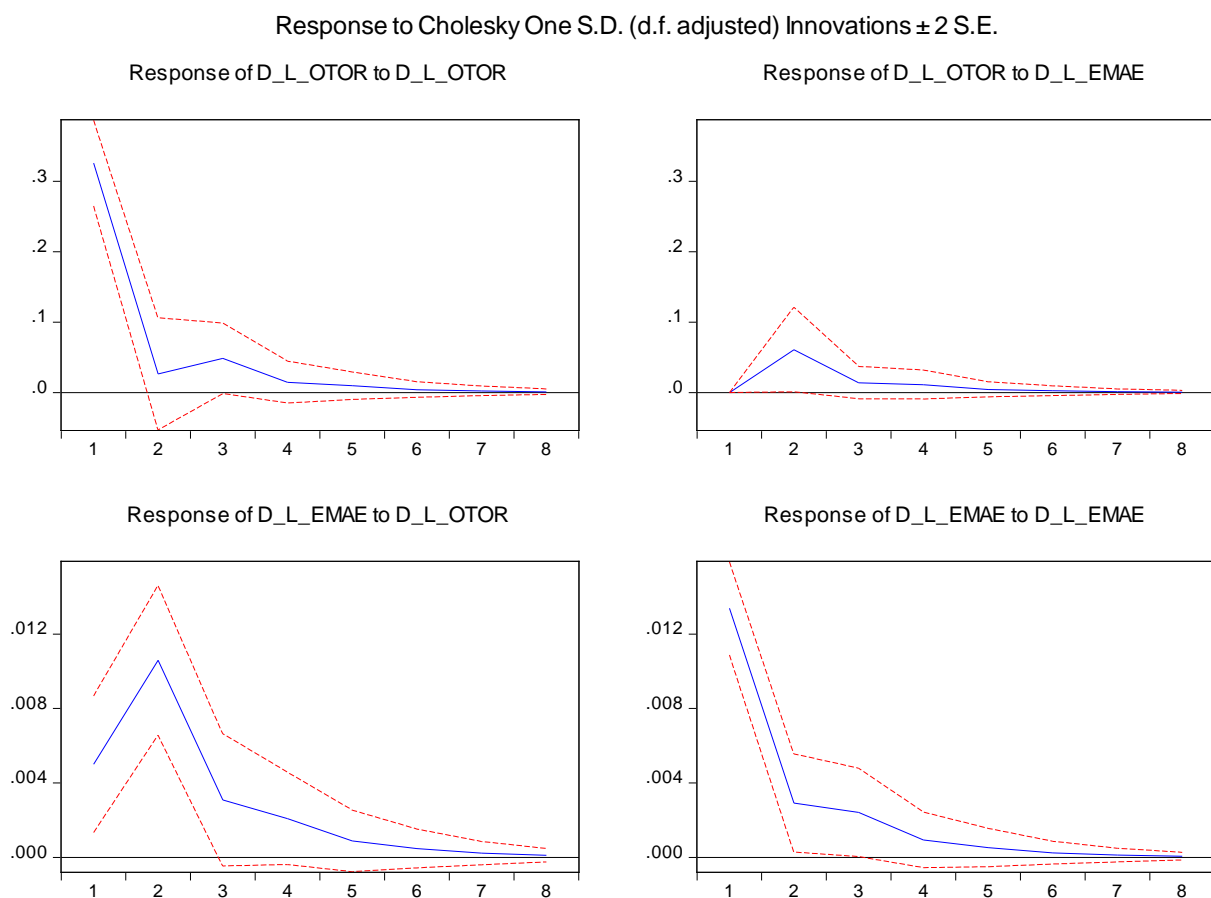 Response to Cholesky One S.D. (d.f. adjusted) Innovations ± 2 S.E.
Response of D_L_OTOR to D_L_OTOR
.3
.2
.1
.0
1 2 3 4 5 6 7 8
Response of D_L_OTOR to D_L_EMAE
.3
.2
.1
.0
1 2 3 4 5 6 7 8
Response of D_L_EMAE to D_L_OTOR
.012
.008
.004
.000
1 2 3 4 5 6 7 8
Response of D_L_EMAE to D_L_EMAE
.012
.008
.004
.000
1 2 3 4 5 6 7 8